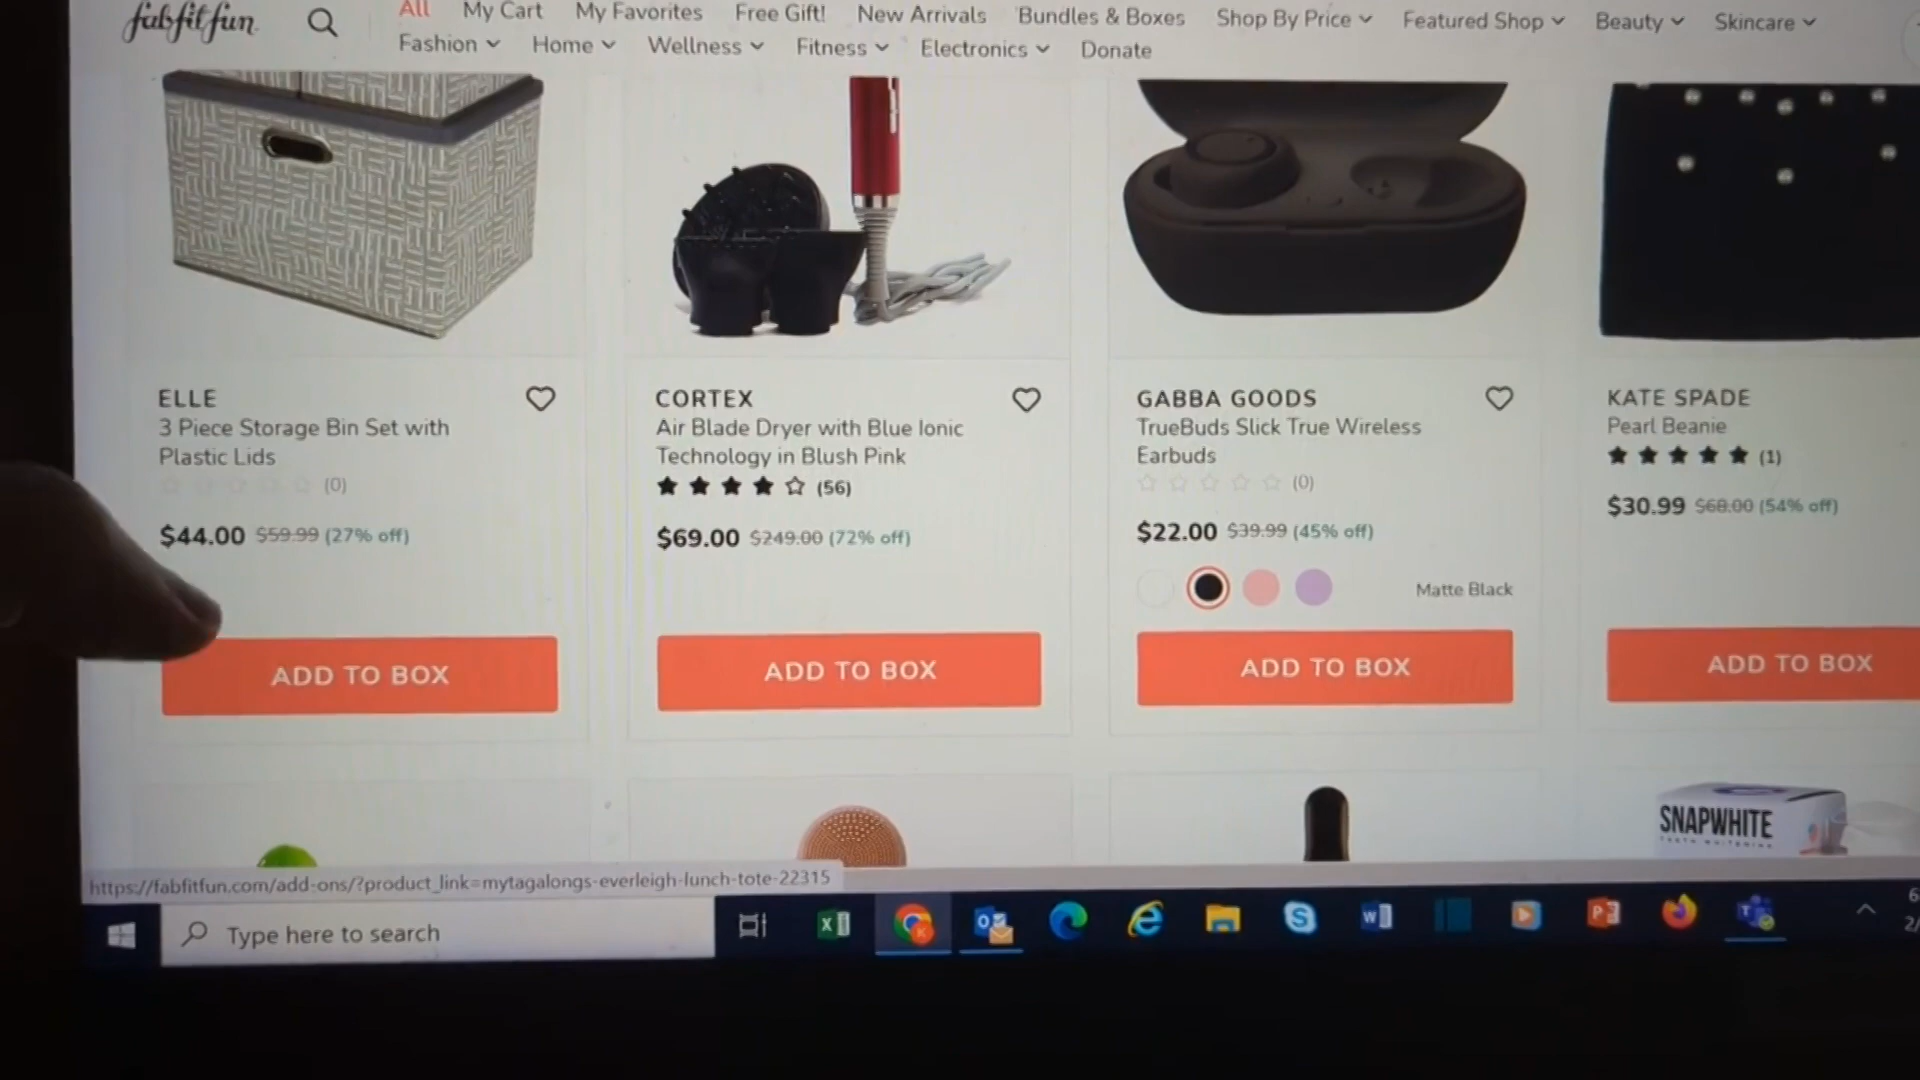 fabfitfun
All My Cart My Favorites Free Gift! New Arrivals Bundles & Boxes Shop By Price Featured Shop Beauty Skincare
Fashion Home Wellness Fitness Electronics Donate
ELLE
3 Piece Storage Bin Set with
Plastic Lids
(0)
$44.00 $59.99 (27% off)
ADD TO BOX
CORTEX
Air Blade Dryer with Blue Ionic
Technology in Blush Pink
(56)
$69.00 $249.00 (72% off)
ADD TO BOX
GABBA GOODS
TrueBuds Slick True Wireless
Earbuds
(0)
$22.00 $39.99 (45% off)
Matte Black
ADD TO BOX
KATE SPADE
Pearl Beanie
(1)
$30.99 $68.00 (54% off)
ADD TO BOX
SNAPWHITE
https://fabfitfun.com/add-ons/?product_link=mytagalongs-everleigh-lunch-tote-22315
Type here to search